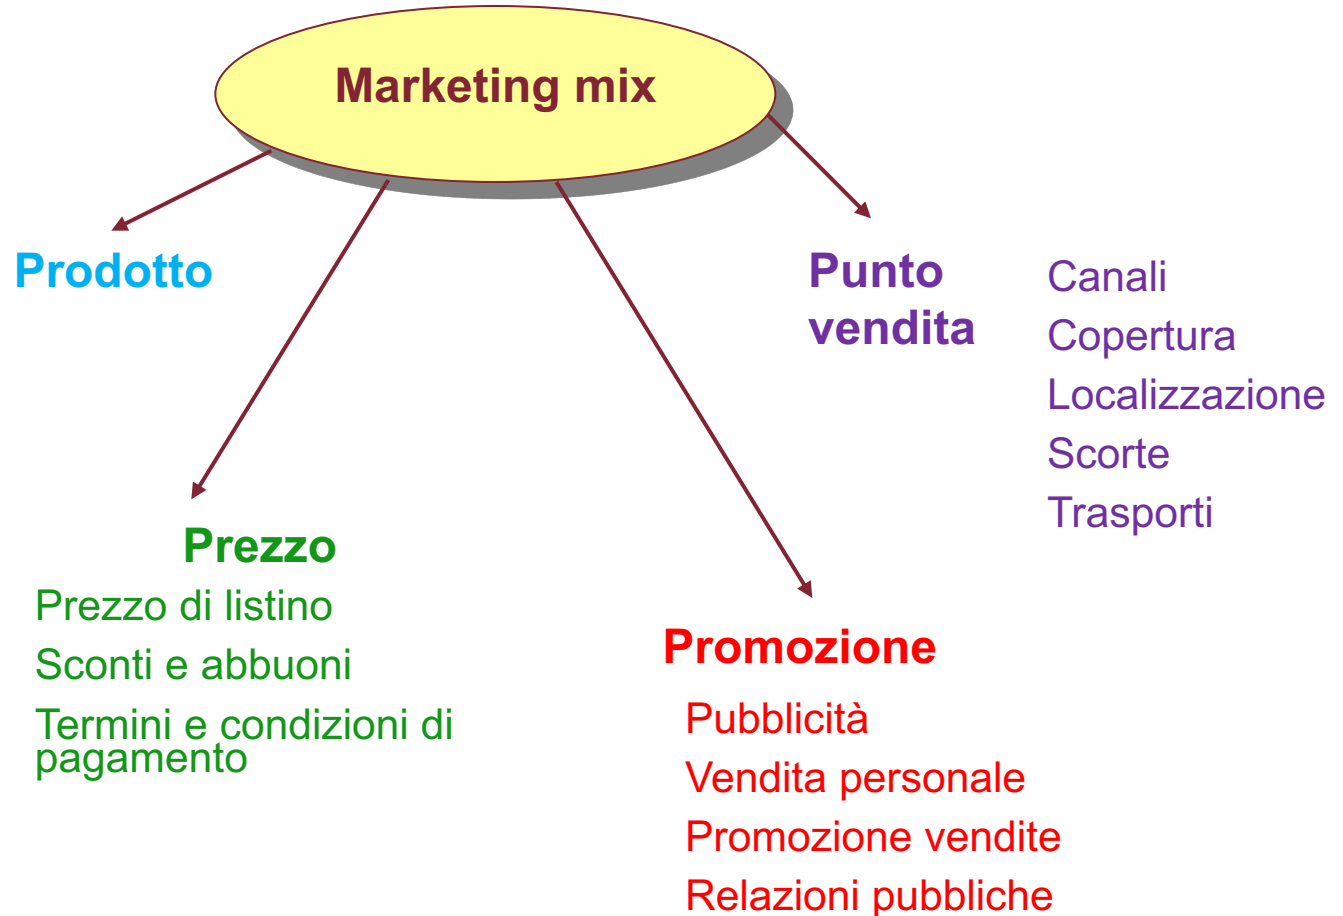 Marketing mix
Prodotto
Punto
vendita
Canali
Copertura
Localizzazione
Scorte
Trasporti
Prezzo
Prezzo di listino
Sconti e abbuoni
Termini e condizioni di
pagamento
Promozione
Pubblicità
Vendita personale
Promozione vendite
Relazioni pubbliche